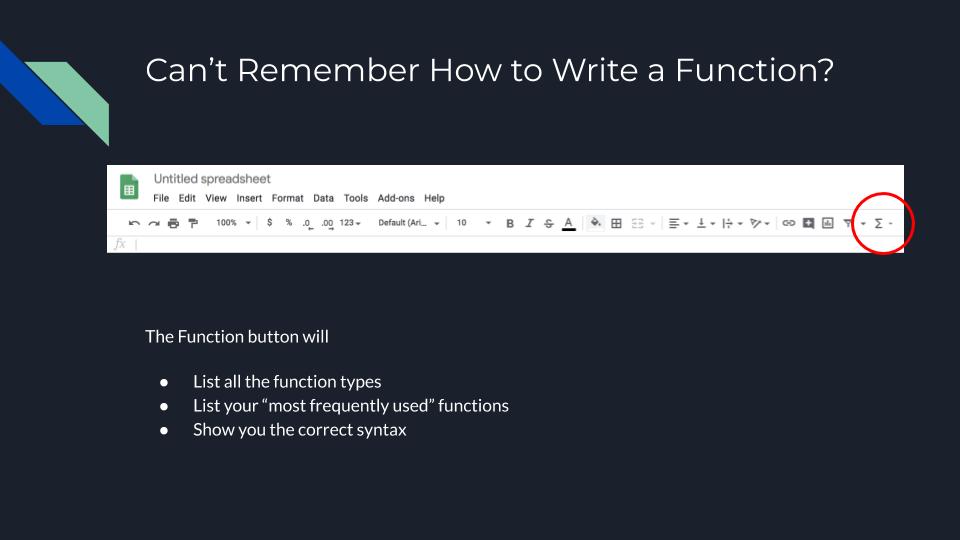 Can’t Remember How to Write a Function?
Untitled spreadsheet
File Edit View Insert Format Data Tools Add-ons Help
100% $ % .0 .00 123 Default (Ari... 10 B I S A Σ
fx
The Function button will
● List all the function types
● List your “most frequently used” functions
● Show you the correct syntax